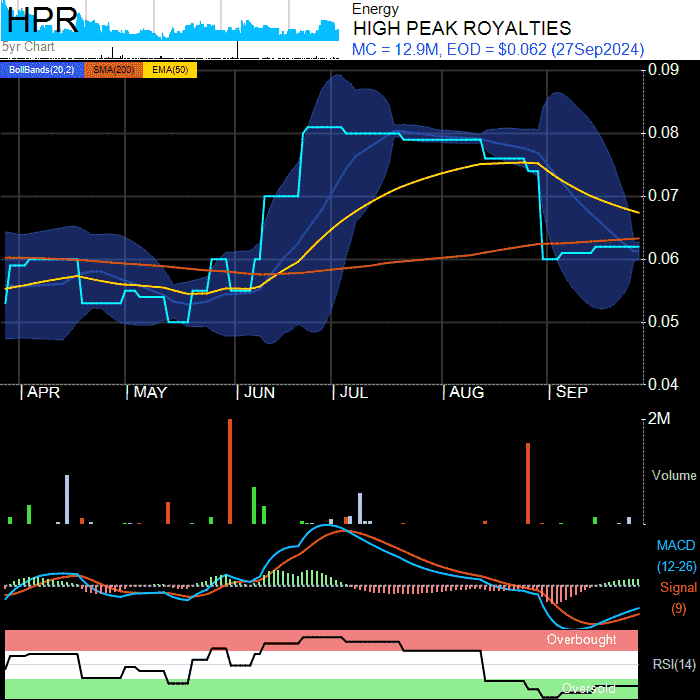 HPR
5yr Chart
Energy
HIGH PEAK ROYALTIES
MC = 12.9M, EOD = $0.062 (27Sep2024)
BollBands(20,2) SMA(200) EMA(50)
0.09
0.08
0.07
0.06
0.05
0.04
APR MAY JUN JUL AUG SEP
2M
Volume
MACD
(12-26)
Signal
(9)
Overbought
RSI(14)
Oversold